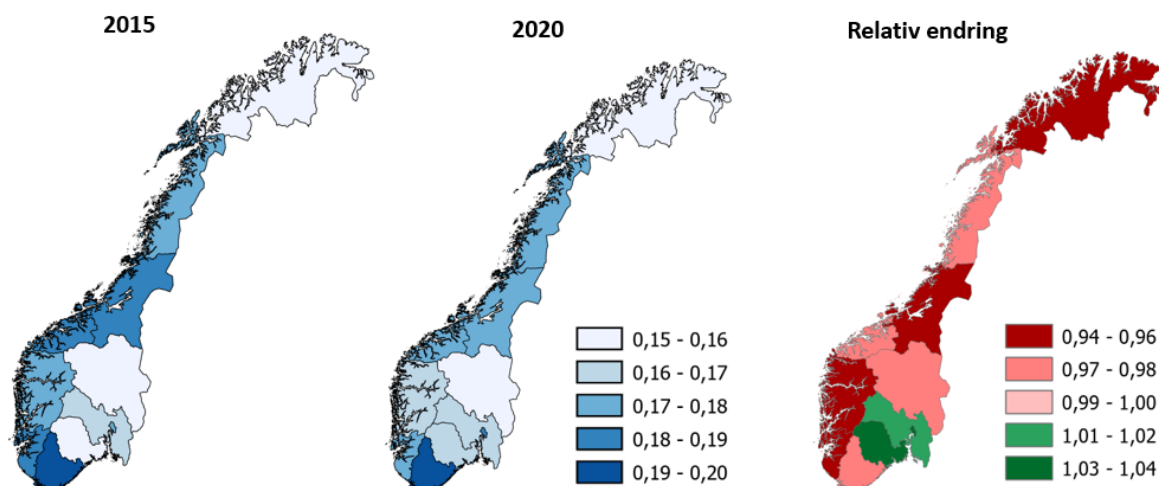 2015
2020
Relativ endring
0,15 - 0,16
0,16 - 0,17
0,17 - 0,18
0,18 - 0,19
0,19 - 0,20
0,94 - 0,96
0,97 - 0,98
0,99 - 1,00
1,01 - 1,02
1,03 - 1,04